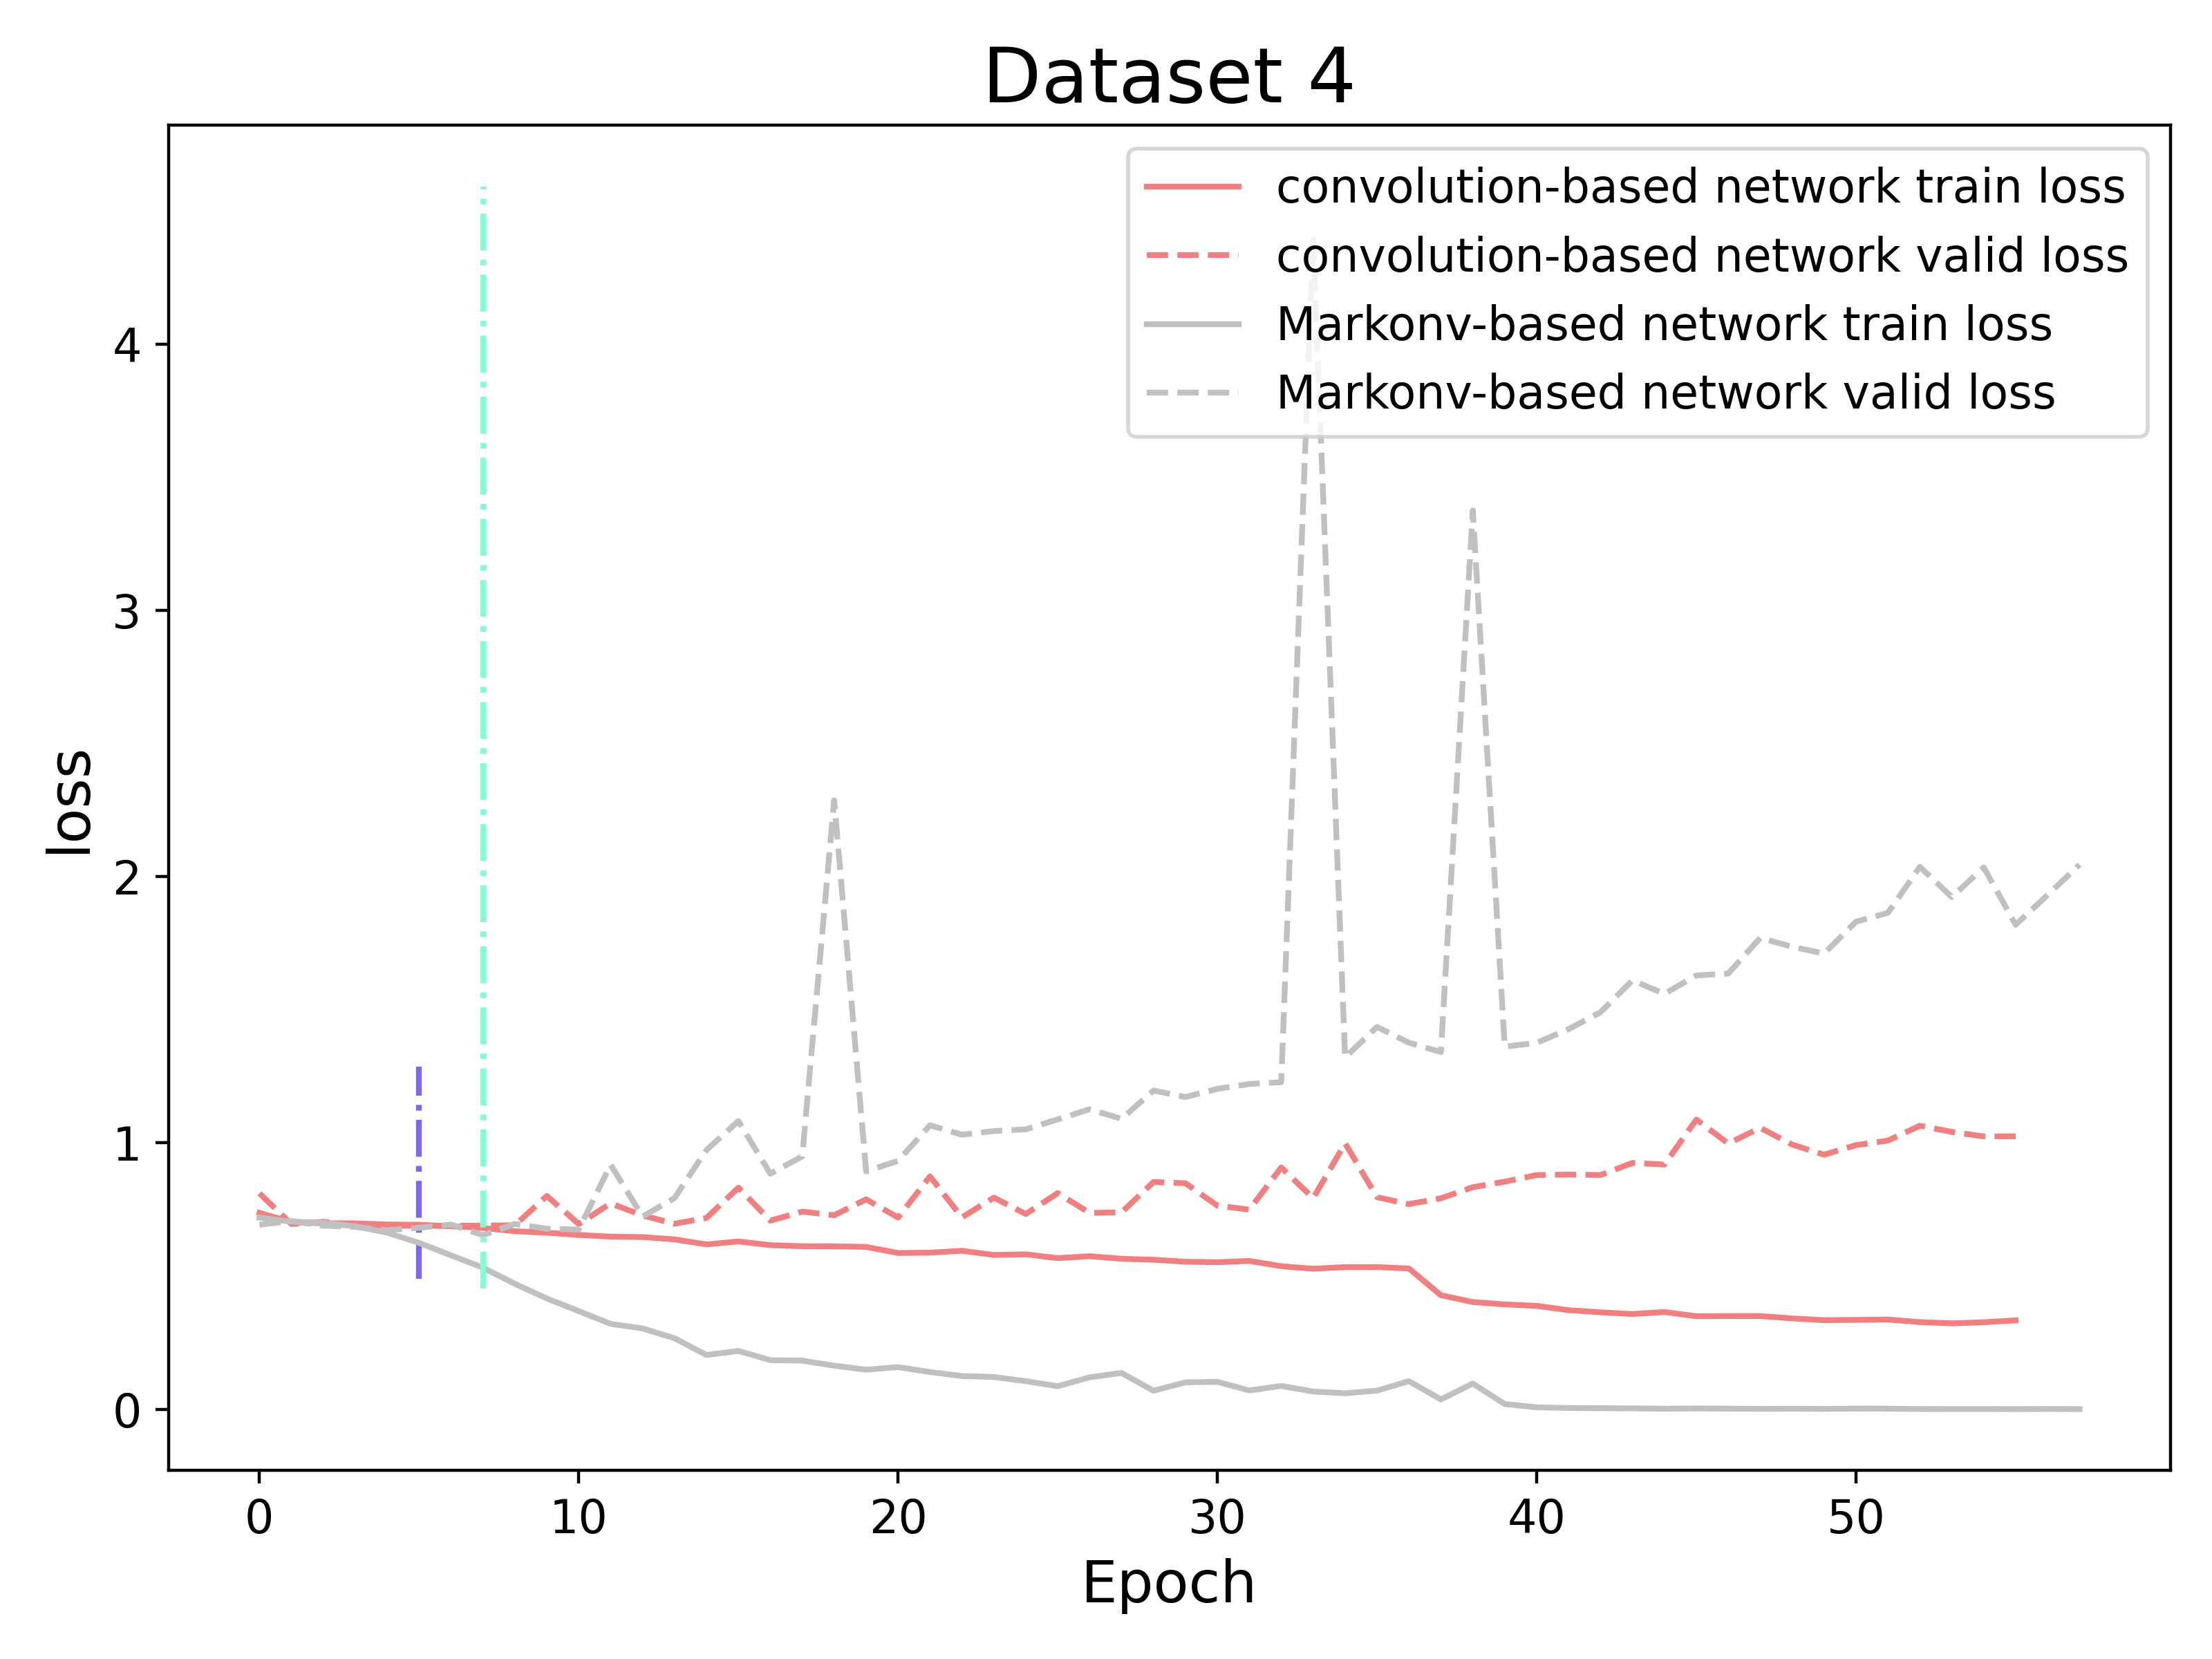 Dataset 4
convolution-based network train loss
convolution-based network valid loss
Markonv-based network train loss
Markonv-based network valid loss
4
3
2
1
0
loss
0 10 20 30 40 50
Epoch